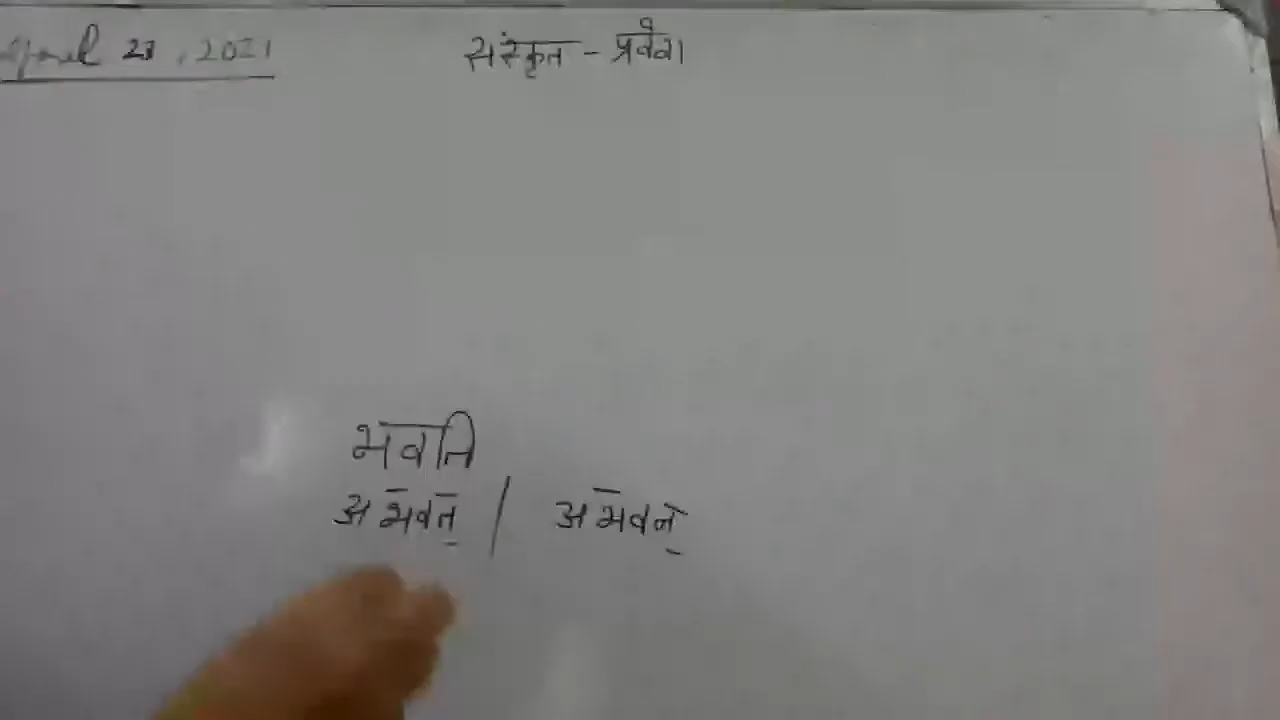 April 23, 2021
संस्कृत - प्रवेश
भवति
अभवत् / अभवन्